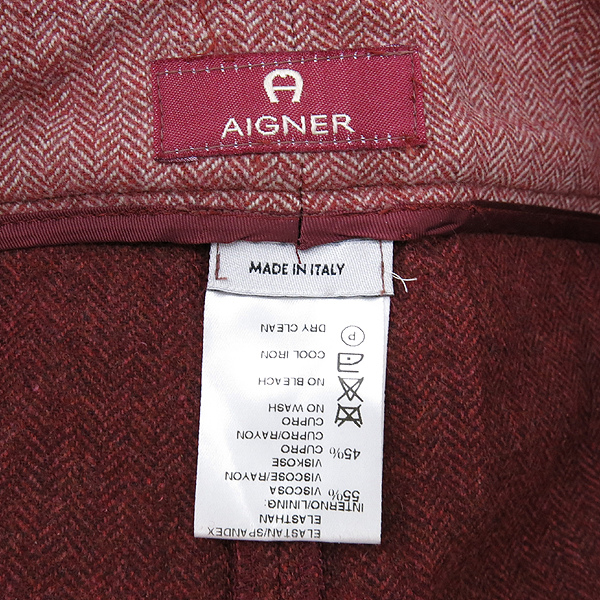 AIGNER
MADE IN ITALY
ELASTAN/SPANDEX
ELASTHAN
INTERNO/LINING:
55% VISCOSA
VISCOSE/RAYON
VISKOSE
45% CUPRO
CUPRO/RAYON
CUPRO
NO WASH
NO BLEACH
COOL IRON
DRY CLEAN
P